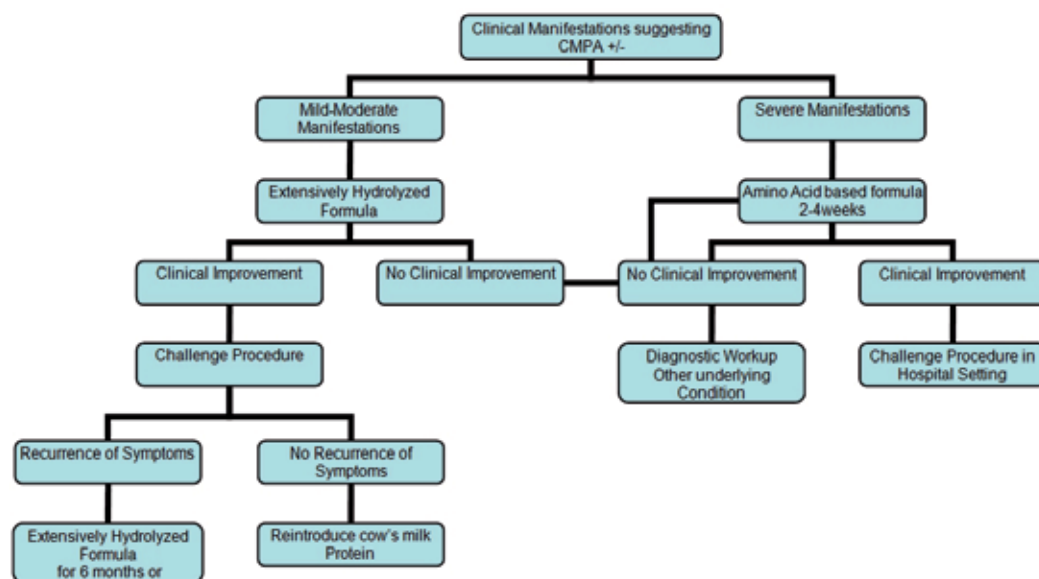 Clinical Manifestations suggesting
CMPA +/-
Mild-Moderate
Manifestations
Severe Manifestations
Extensively Hydrolyzed
Formula
Amino Acid based formula
2-4weeks
Clinical Improvement
No Clinical Improvement
No Clinical Improvement
Clinical Improvement
Challenge Procedure
Diagnostic Workup
Other underlying
Condition
Challenge Procedure in
Hospital Setting
Recurrence of Symptoms
No Recurrence of
Symptoms
Extensively Hydrolyzed
Formula
for 6 months or
Reintroduce cow's milk
Protein